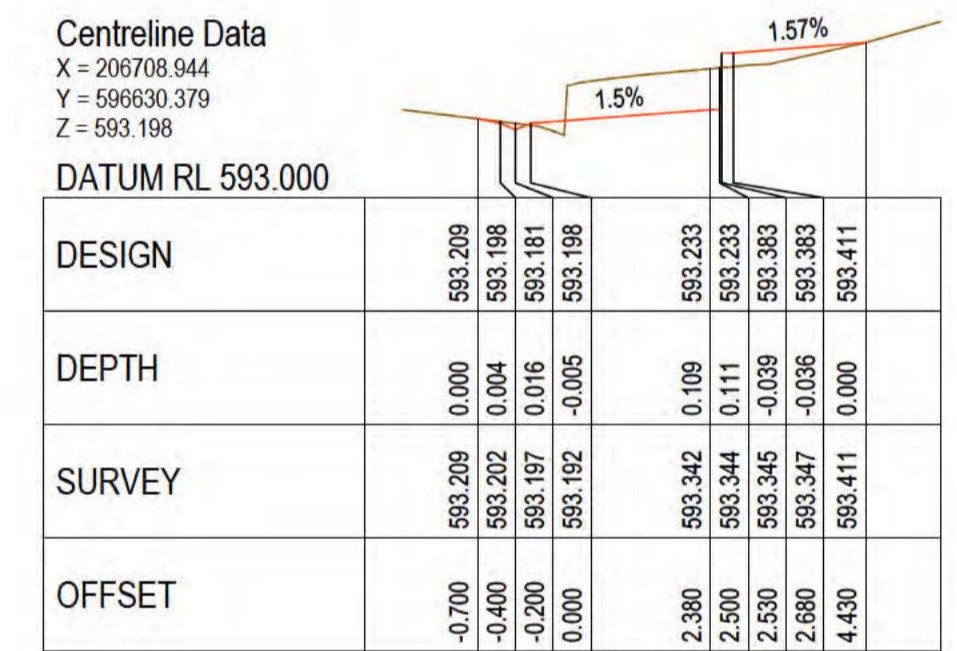 Centreline Data
X = 206708.944
Y = 596630.379
Z = 593.198
1.57%
1.5%
DATUM RL 593.000
DESIGN 593.209 593.198 593.181 593.198 593.233 593.233 593.383 593.383 593.411
DEPTH 0.000 0.004 0.016 -0.005 0.109 0.111 -0.039 -0.036 0.000
SURVEY 593.209 593.202 593.197 593.192 593.342 593.344 593.345 593.347 593.411
OFFSET -0.700 -0.400 -0.200 0.000 2.380 2.500 2.530 2.680 4.430